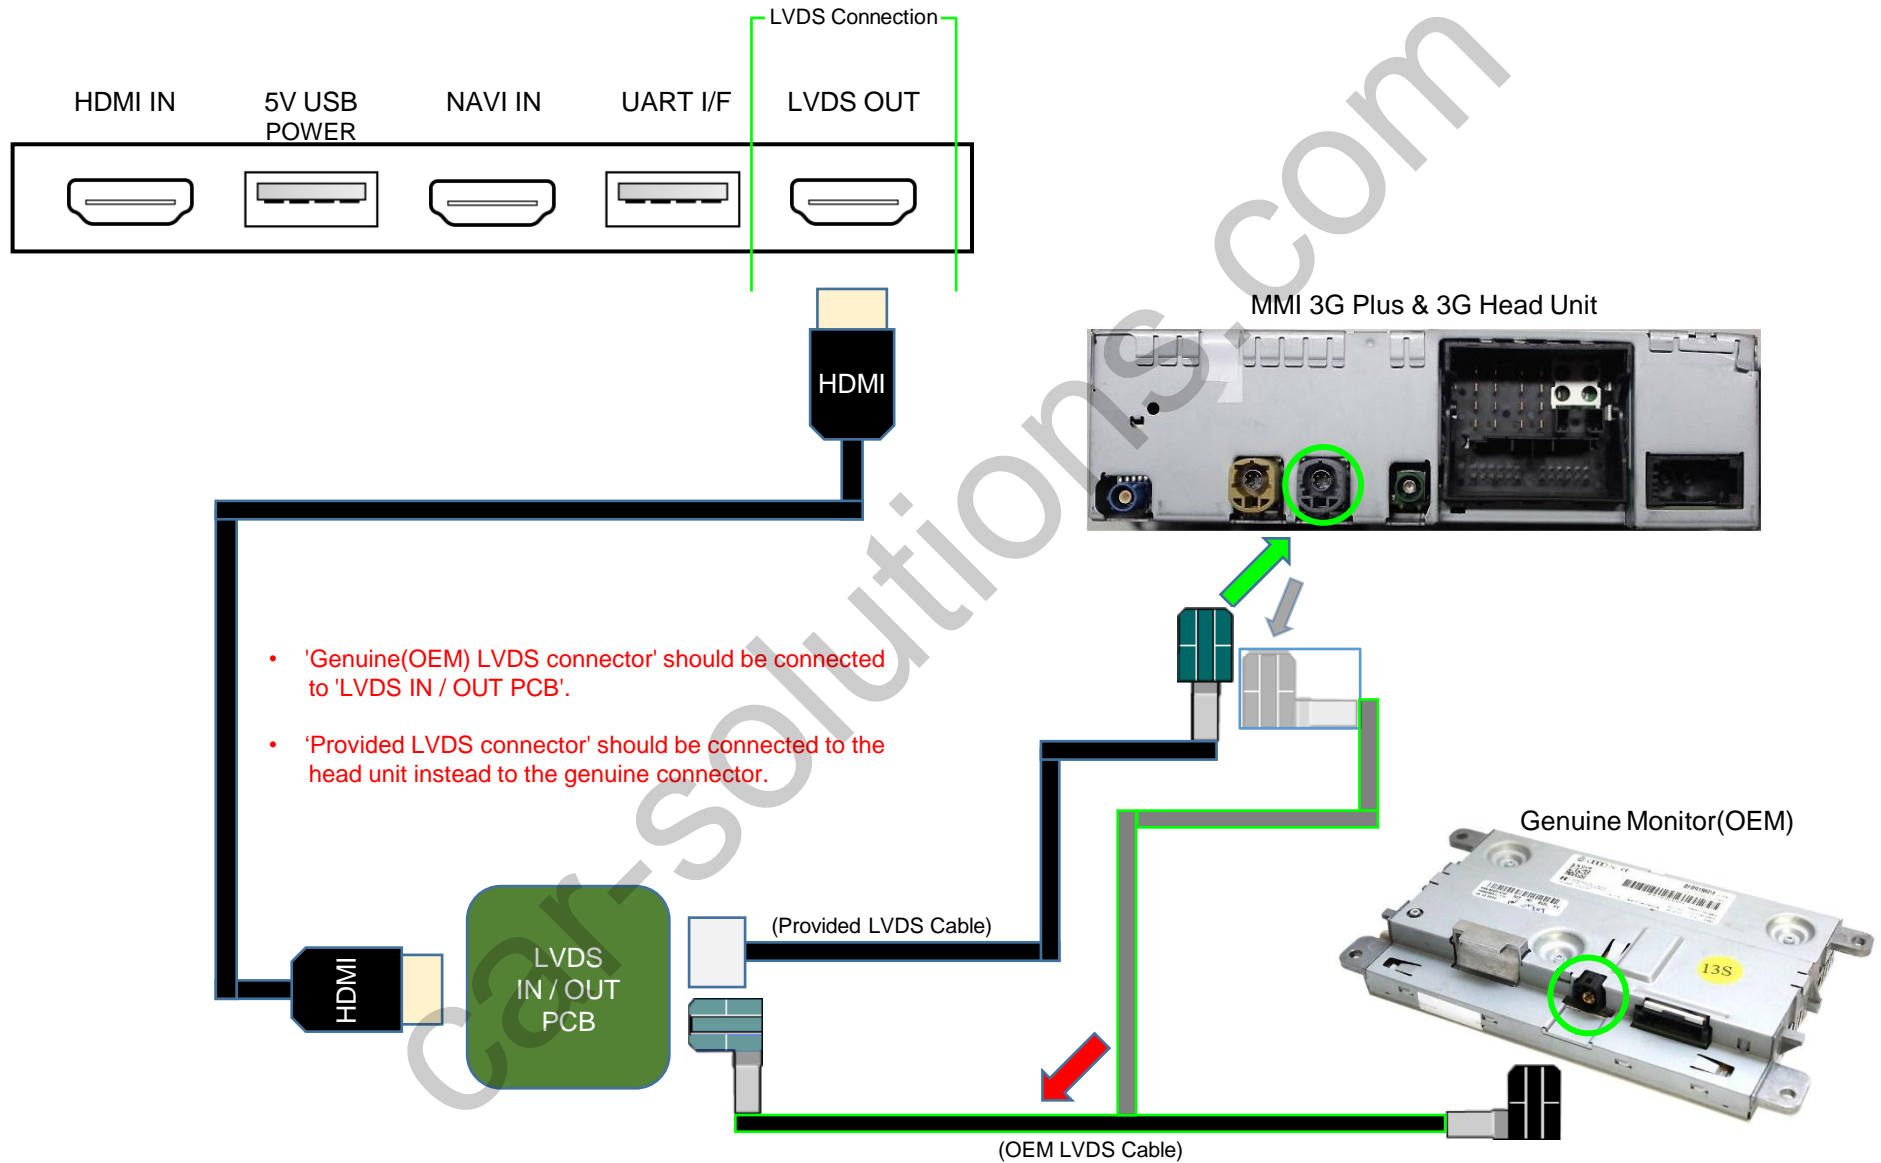 LVDS Connection
HDMI IN
5V USB
POWER
NAVI IN
UART I/F
LVDS OUT
HDMI
MMI 3G Plus & 3G Head Unit
• 'Genuine(OEM) LVDS connector' should be connected
to 'LVDS IN / OUT PCB'.
• ‘Provided LVDS connector' should be connected to the
head unit instead to the genuine connector.
Genuine Monitor(OEM)
13S
(Provided LVDS Cable)
LVDS
IN / OUT
PCB
HDMI
(OEM LVDS Cable)
car-solutions.com